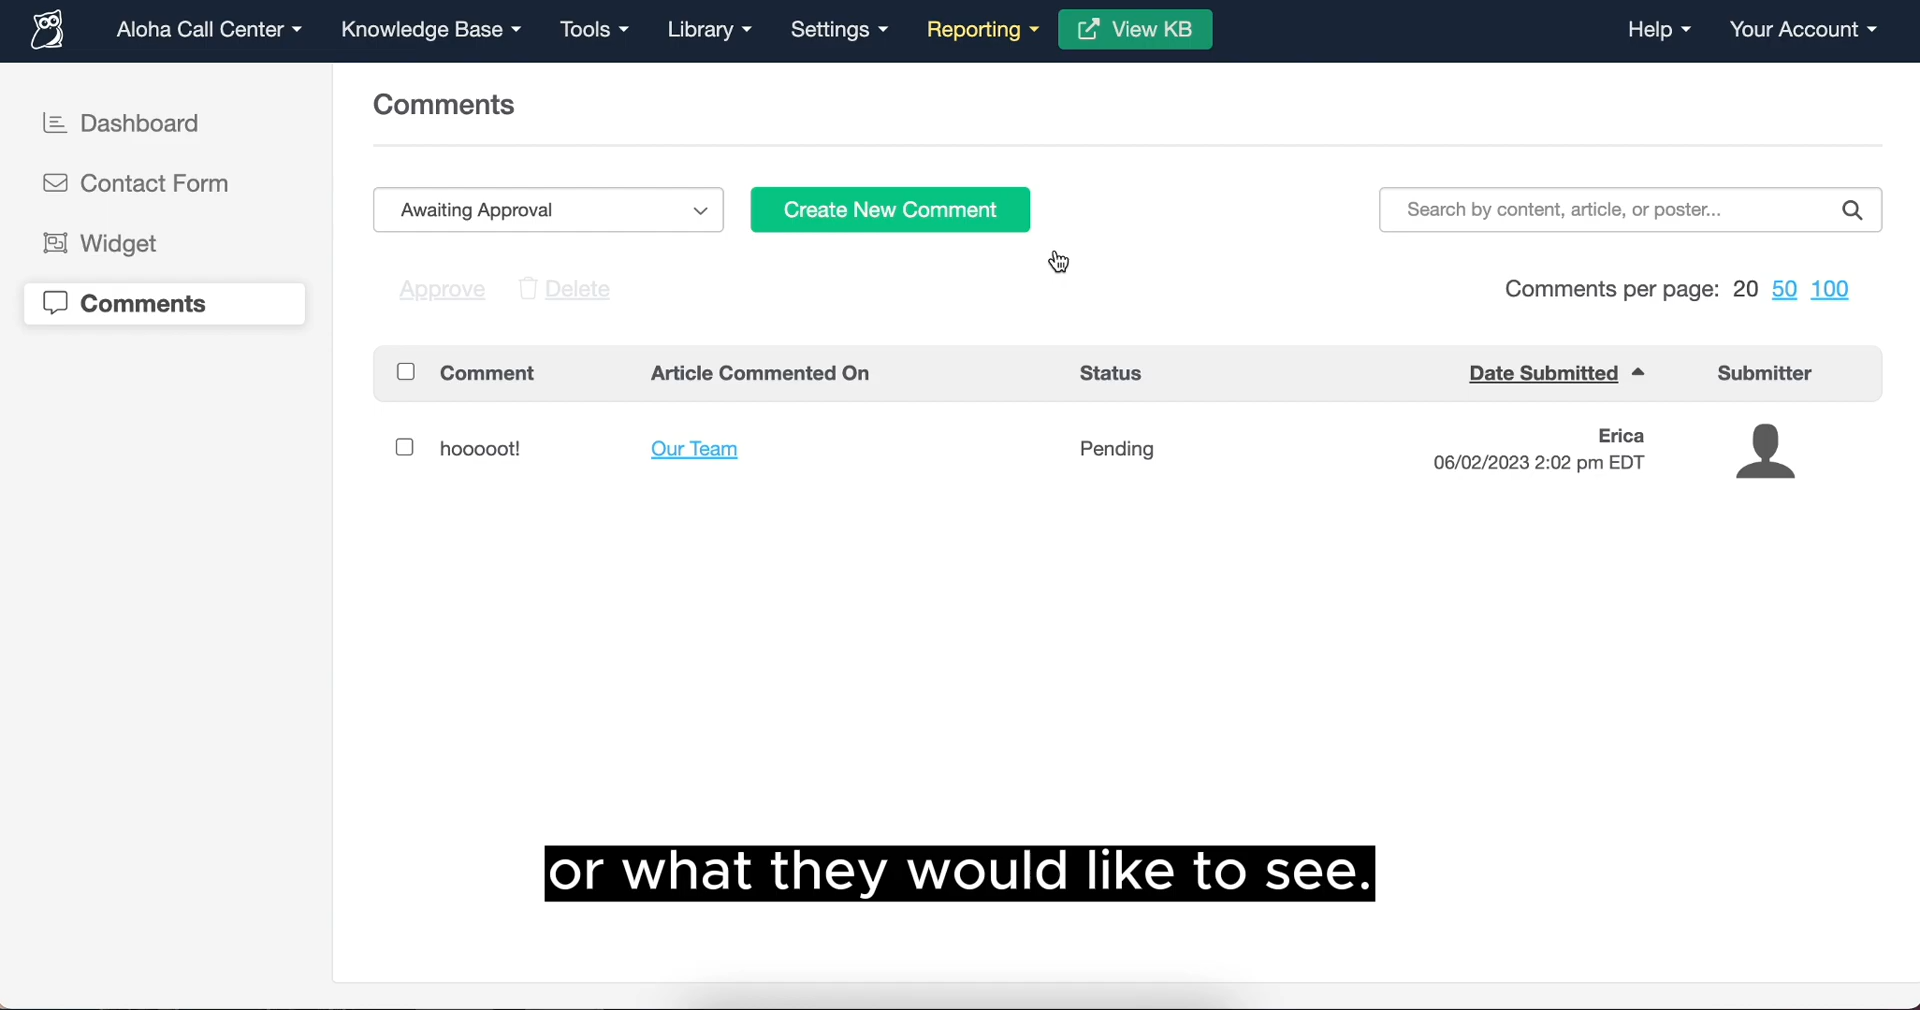 Aloha Call Center Knowledge Base Tools Library Settings Reporting View KB Help Your Account
Dashboard
Contact Form
Widget
Comments
Comments
Awaiting Approval Create New Comment Search by content, article, or poster...
Approve Delete Comments per page: 20 50 100
Comment Article Commented On Status Date Submitted Submitter
hooooot! Our Team Pending Erica
06/02/2023 2:02 pm EDT
or what they would like to see.